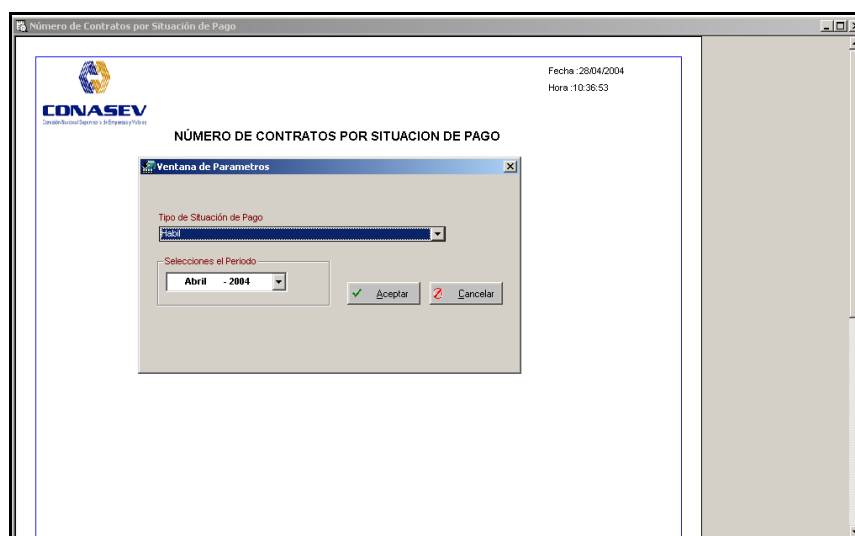 Número de Contratos por Situación de Pago
Fecha :28/04/2004
Hora :10:36:53
CONASEV
NÚMERO DE CONTRATOS POR SITUACION DE PAGO
Ventana de Parametros
Tipo de Situación de Pago
Habil
Selecciones el Periodo
Abril - 2004
Aceptar
Cancelar